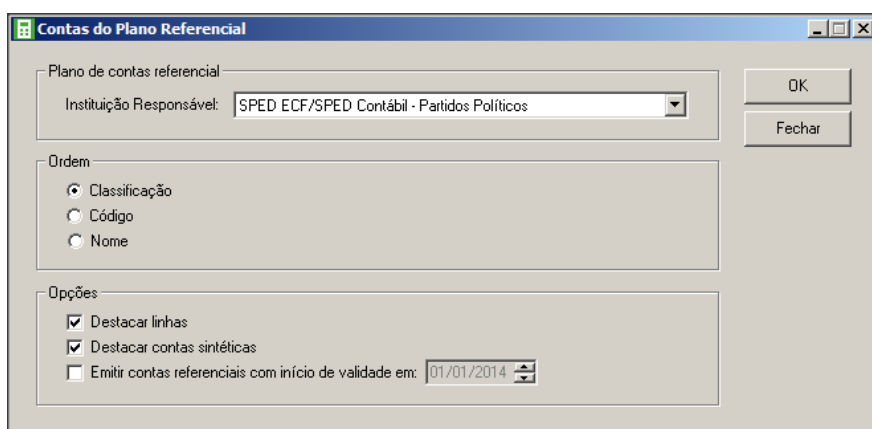 Contas do Plano Referencial
Plano de contas referencial
Instituição Responsável: SPED ECF/SPED Contábil - Partidos Políticos
OK
Fechar
Ordem
Classificação
Código
Nome
Opções
Destacar linhas
Destacar contas sintéticas
Emitir contas referenciais com início de validade em: 01/01/2014